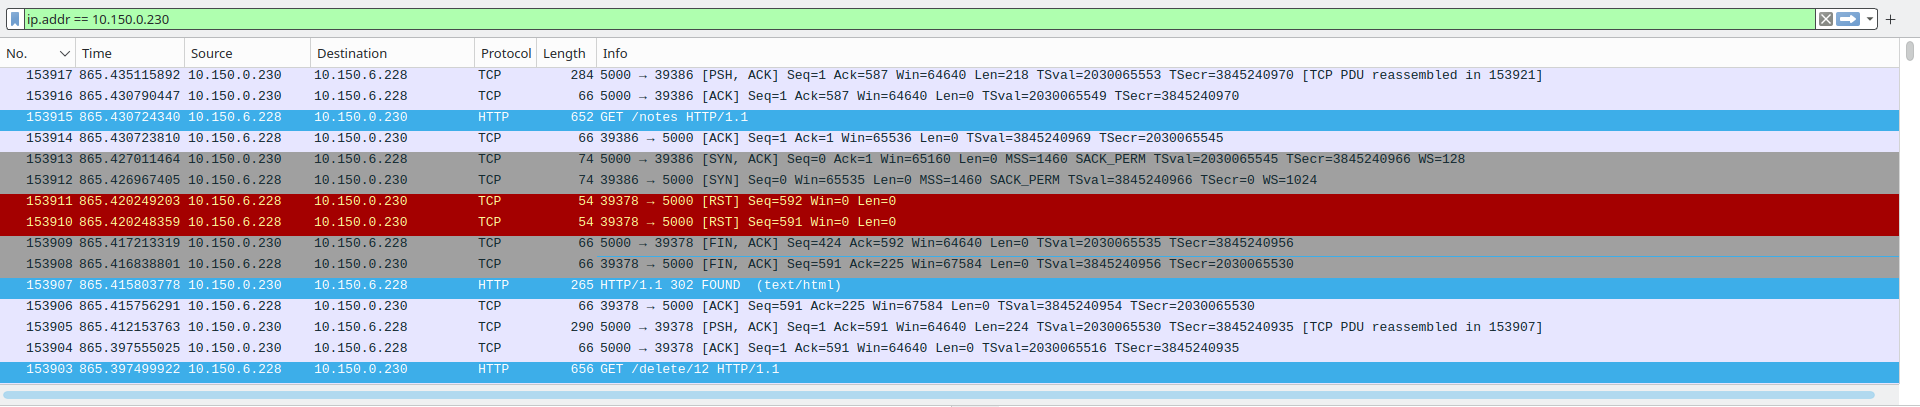 ip.addr == 10.150.0.230
No. Time Source Destination Protocol Length Info
153917 865.435115892 10.150.0.230 10.150.6.228 TCP 284 5000 → 39386 [PSH, ACK] Seq=1 Ack=587 Win=64640 Len=218 TSval=2030065553 TSecr=3845240970 [TCP PDU reassembled in 153921]
153916 865.430790447 10.150.0.230 10.150.6.228 TCP 66 5000 → 39386 [ACK] Seq=1 Ack=587 Win=64640 Len=0 TSval=2030065549 TSecr=3845240970
153915 865.430724340 10.150.6.228 10.150.0.230 HTTP 652 GET /notes HTTP/1.1
153914 865.430723810 10.150.6.228 10.150.0.230 TCP 66 39386 → 5000 [ACK] Seq=1 Ack=1 Win=65536 Len=0 TSval=3845240969 TSecr=2030065545
153913 865.427011464 10.150.0.230 10.150.6.228 TCP 74 5000 → 39386 [SYN, ACK] Seq=0 Ack=1 Win=65160 Len=0 MSS=1460 SACK_PERM TSval=2030065545 TSecr=3845240966 WS=128
153912 865.426967405 10.150.6.228 10.150.0.230 TCP 74 39386 → 5000 [SYN] Seq=0 Win=65535 Len=0 MSS=1460 SACK_PERM TSval=3845240966 TSecr=0 WS=1024
153911 865.420249203 10.150.6.228 10.150.0.230 TCP 54 39378 → 5000 [RST] Seq=592 Win=0 Len=0
153910 865.420248359 10.150.6.228 10.150.0.230 TCP 54 39378 → 5000 [RST] Seq=591 Win=0 Len=0
153909 865.417213319 10.150.0.230 10.150.6.228 TCP 66 5000 → 39378 [FIN, ACK] Seq=424 Ack=592 Win=64640 Len=0 TSval=2030065535 TSecr=3845240956
153908 865.416838801 10.150.6.228 10.150.0.230 TCP 66 39378 → 5000 [FIN, ACK] Seq=591 Ack=225 Win=67584 Len=0 TSval=3845240956 TSecr=2030065530
153907 865.415803778 10.150.0.230 10.150.6.228 HTTP 265 HTTP/1.1 302 FOUND (text/html)
153906 865.415756291 10.150.6.228 10.150.0.230 TCP 66 39378 → 5000 [ACK] Seq=591 Ack=225 Win=67584 Len=0 TSval=3845240954 TSecr=2030065530
153905 865.412153763 10.150.0.230 10.150.6.228 TCP 290 5000 → 39378 [PSH, ACK] Seq=1 Ack=591 Win=64640 Len=224 TSval=2030065530 TSecr=3845240935 [TCP PDU reassembled in 153907]
153904 865.397555025 10.150.0.230 10.150.6.228 TCP 66 5000 → 39378 [ACK] Seq=1 Ack=591 Win=64640 Len=0 TSval=2030065516 TSecr=3845240935
153903 865.397499922 10.150.6.228 10.150.0.230 HTTP 656 GET /delete/12 HTTP/1.1